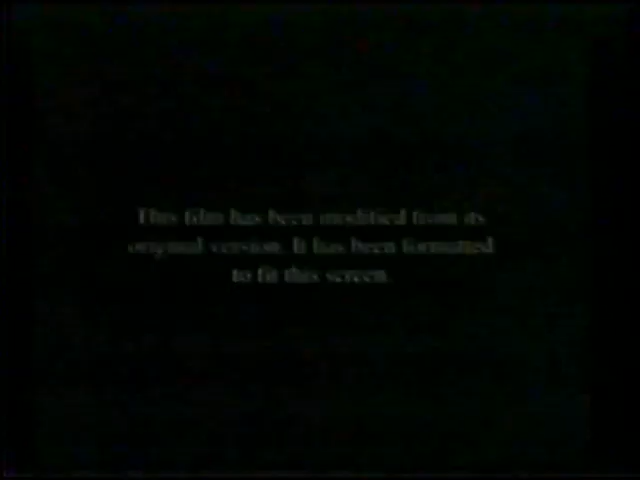 This film has been modified from its
original version. It has been formatted
to fit this screen.